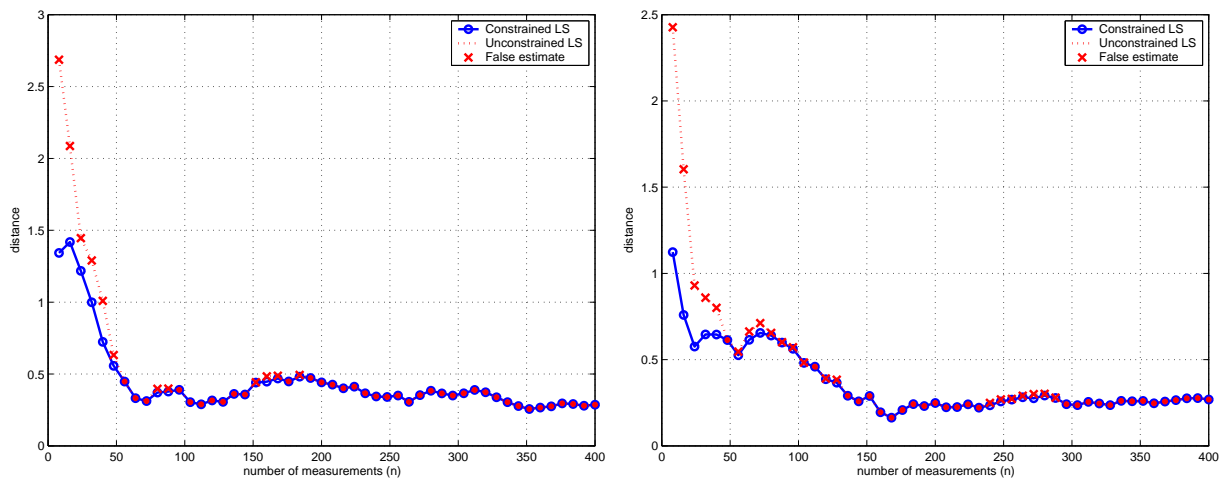 3
2.5
2
1.5
1
0.5
0
0 50 100 150 200 250 300 350 400
distance
number of measurements (n)
Constrained LS
Unconstrained LS
False estimate
2.5
2
1.5
1
0.5
0
0 50 100 150 200 250 300 350 400
distance
number of measurements (n)
Constrained LS
Unconstrained LS
False estimate